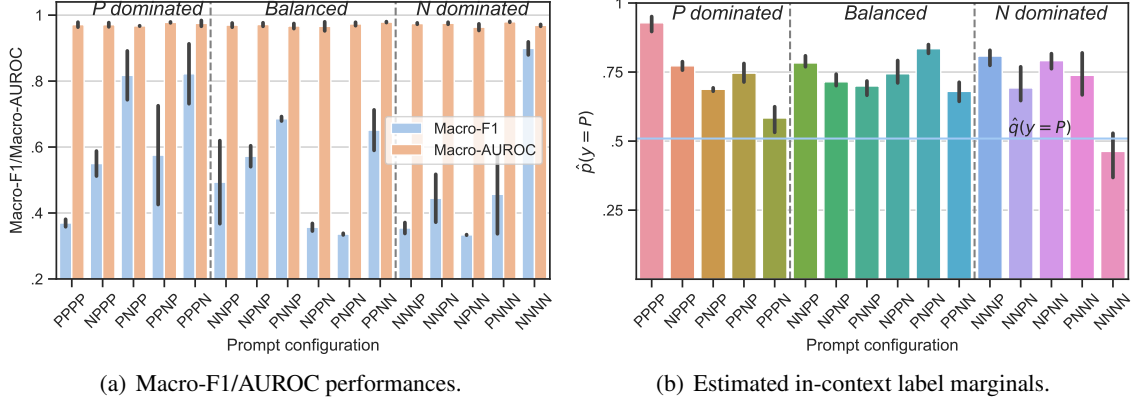 P dominated
Balanced
N dominated
Macro-F1/Macro-AUROC
1
.8
.6
.4
.2
Macro-F1
Macro-AUROC
PPPP
NPPP
PNPP
PPNP
PPPN
NNPP
NPNP
PNNP
NPPN
PNPN
PPNN
NNNP
NNPN
NPNN
PNNN
NNNN
Prompt configuration
(a) Macro-F1/AUROC performances.
P dominated
Balanced
N dominated
p̂(y = P)
1
.75
.5
.25
q̂(y = P)
PPPP
NPPP
PNPP
PPNP
PPPN
NNPP
NPNP
PNNP
NPPN
PNPN
PPNN
NNNP
NNPN
NPNN
PNNN
NNNN
Prompt configuration
(b) Estimated in-context label marginals.